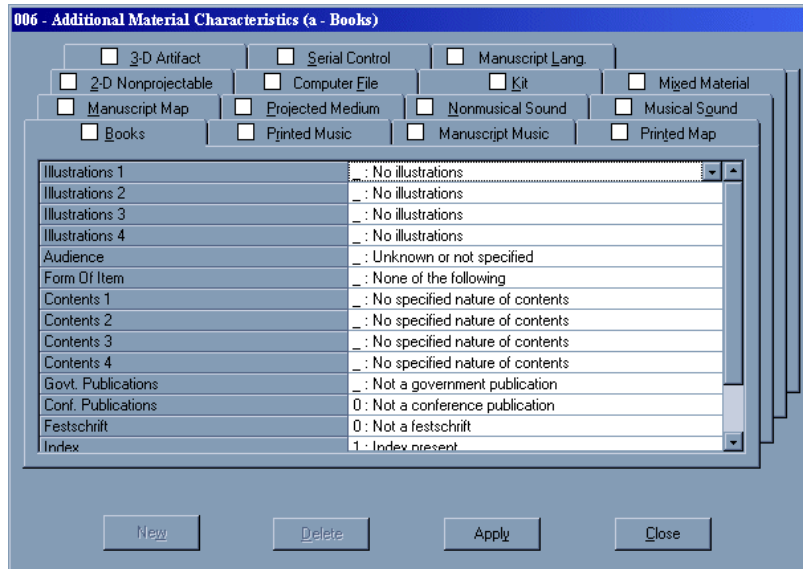 006 - Additional Material Characteristics (a - Books)
3-D Artifact Serial Control Manuscript Lang.
2-D Nonprojectable Computer File Kit Mixed Material
Manuscript Map Projected Medium Nonmusical Sound Musical Sound
Books Printed Music Manuscript Music Printed Map
Illustrations 1 _ : No illustrations
Illustrations 2 _ : No illustrations
Illustrations 3 _ : No illustrations
Illustrations 4 _ : No illustrations
Audience _ : Unknown or not specified
Form Of Item _ : None of the following
Contents 1 _ : No specified nature of contents
Contents 2 _ : No specified nature of contents
Contents 3 _ : No specified nature of contents
Contents 4 _ : No specified nature of contents
Govt. Publications _ : Not a government publication
Conf. Publications 0 : Not a conference publication
Festschrift 0 : Not a festschrift
Index 1 : Index present
New Delete Apply Close